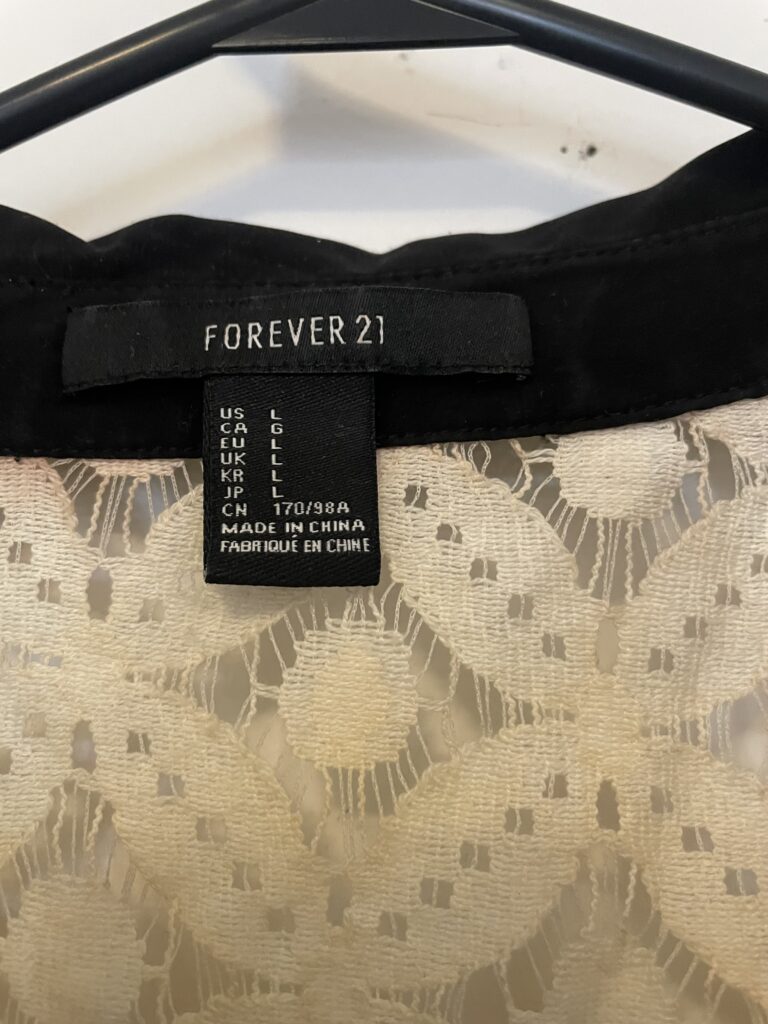 FOREVER 21
US L
CA G
EU L
UK L
KR L
JP L
CN 170/98A
MADE IN CHINA
FABRIQUÉ EN CHINE